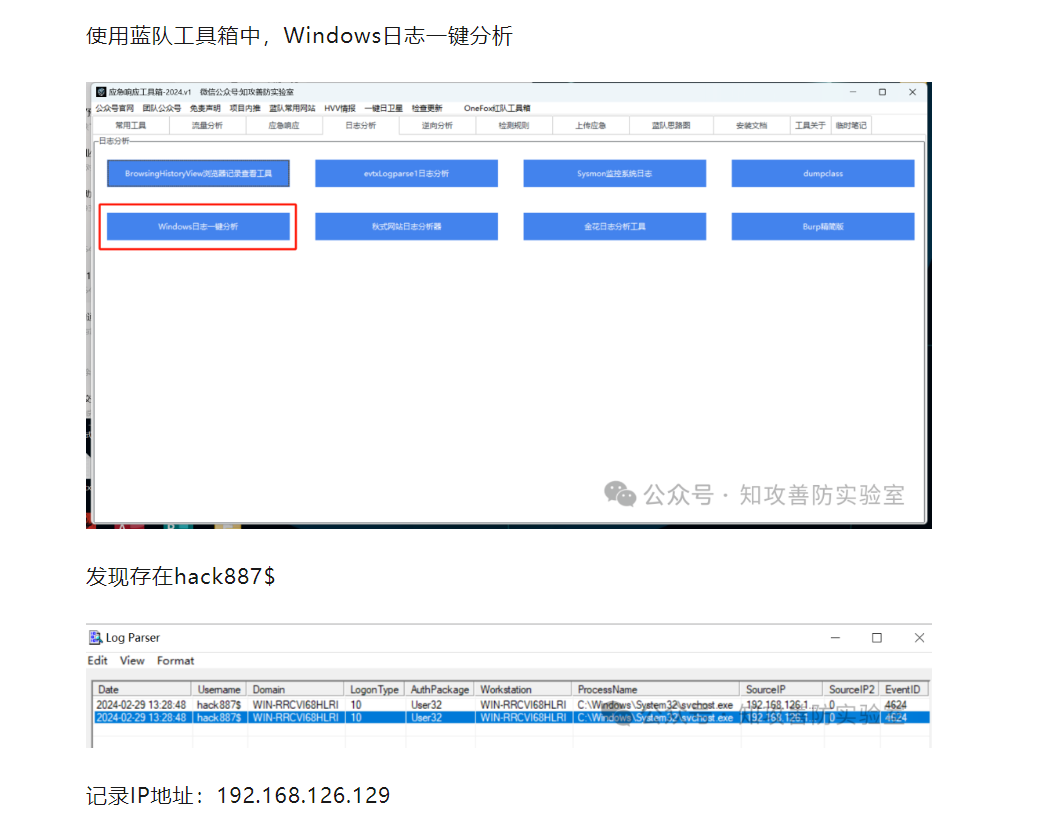 使用蓝队工具箱中，Windows日志一键分析
应急响应工具箱-2024.v1 微信公众号:知攻善防实验室
公众号官网 团队公众号 免责声明 项目内推 蓝队常用网站 HVV情报 一键日卫星 检查更新 OneFox红队工具箱
常用工具 流量分析 应急响应 日志分析 逆向分析 检测规则 上传应急 蓝队思路图 安装文档 工具关于 临时笔记
日志分析
BrowsingHistoryView浏览器记录查看工具 evtxLogparse1日志分析 Sysmon监控系统日志 dumpclass
Windows日志一键分析 秋式网站日志分析器 金花日志分析工具 Burp精简版
公众号 · 知攻善防实验室
发现存在hack887$
Log Parser
Edit View Format
Date Username Domain LogonType AuthPackage Workstation ProcessName SourceIP SourceIP2 EventID
2024-02-29 13:28:48 hack887$ WIN-RRCVI68HLRI 10 User32 WIN-RRCVI68HLRI C:\Windows\System32\svchost.exe 192.168.126.1... 0 4624
2024-02-29 13:28:48 hack887$ WIN-RRCVI68HLRI 10 User32 WIN-RRCVI68HLRI C:\Windows\System32\svchost.exe 192.168.126.1... 0 4624
公众号 · 知攻善防实验室
记录IP地址：192.168.126.129